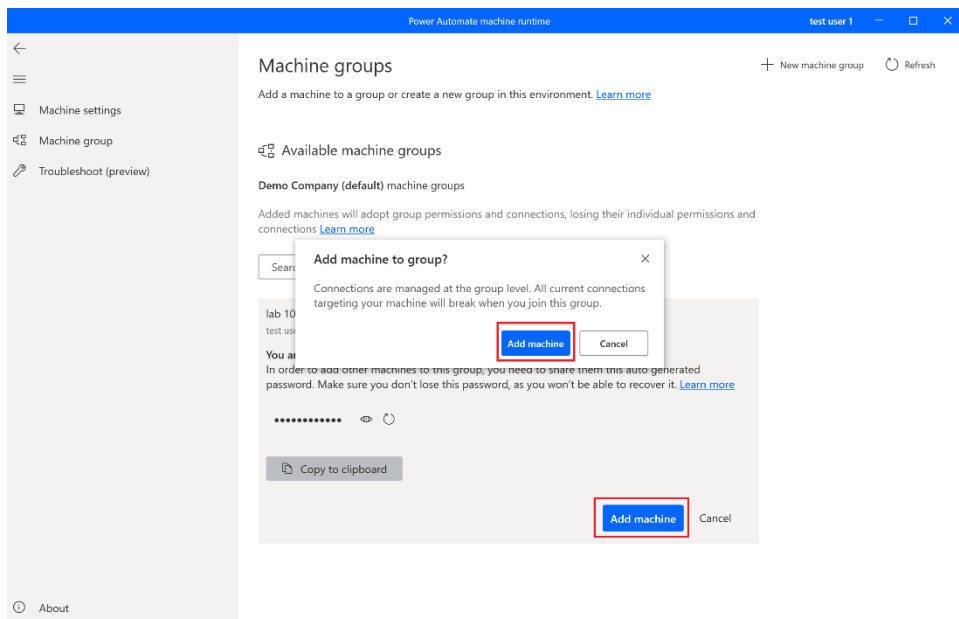 Power Automate machine runtime
test user 1
Machine settings
Machine group
Troubleshoot (preview)
About
Machine groups
New machine group
Refresh
Add a machine to a group or create a new group in this environment. Learn more
Available machine groups
Demo Company (default) machine groups
Added machines will adopt group permissions and connections, losing their individual permissions and
connections Learn more
Add machine to group?
Connections are managed at the group level. All current connections
targeting your machine will break when you join this group.
Add machine
Cancel
lab 10
In order to add other machines to this group, you need to share them this auto generated
password. Make sure you don't lose this password, as you won't be able to recover it. Learn more
Copy to clipboard
Add machine
Cancel